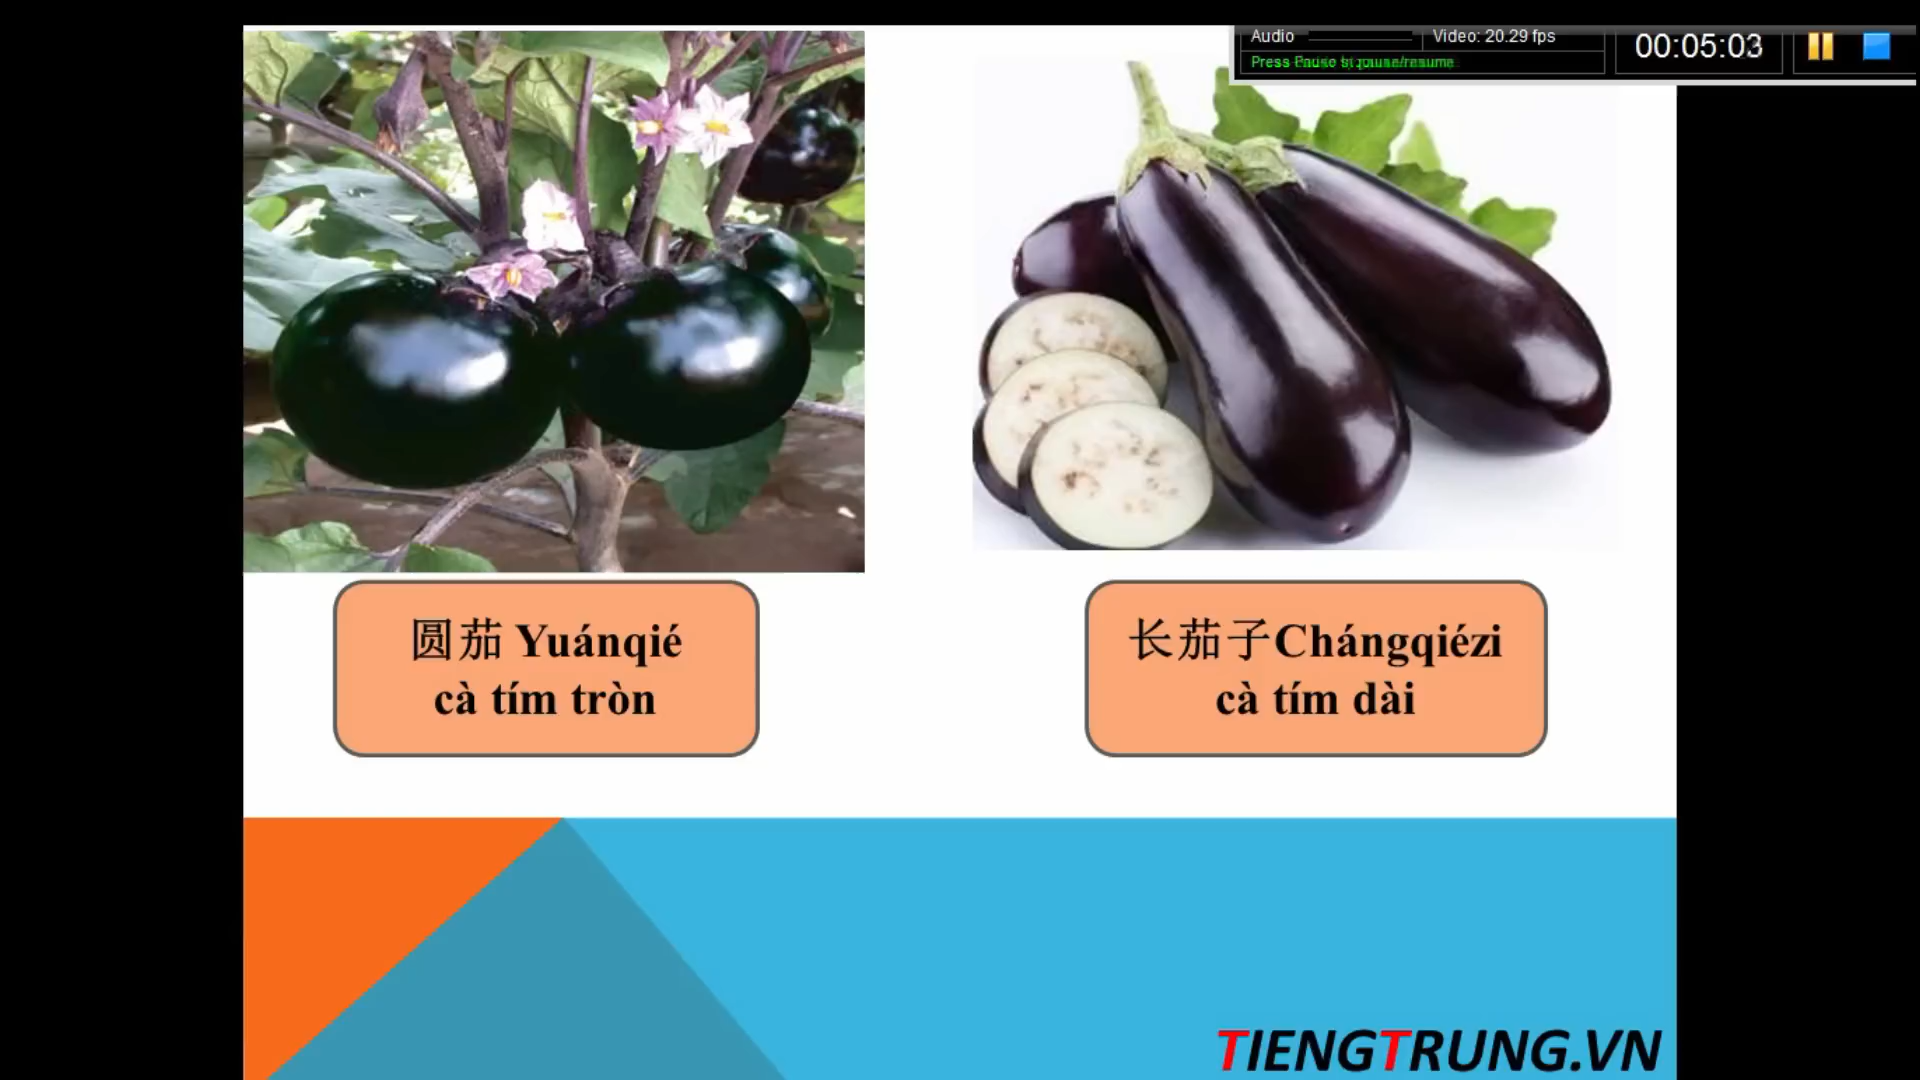 Audio
Video: 20.29 fps
00:05:03
圆茄 Yuánqié
cà tím tròn
长茄子Chángqiézi
cà tím dài
TIENGTRUNG.VN